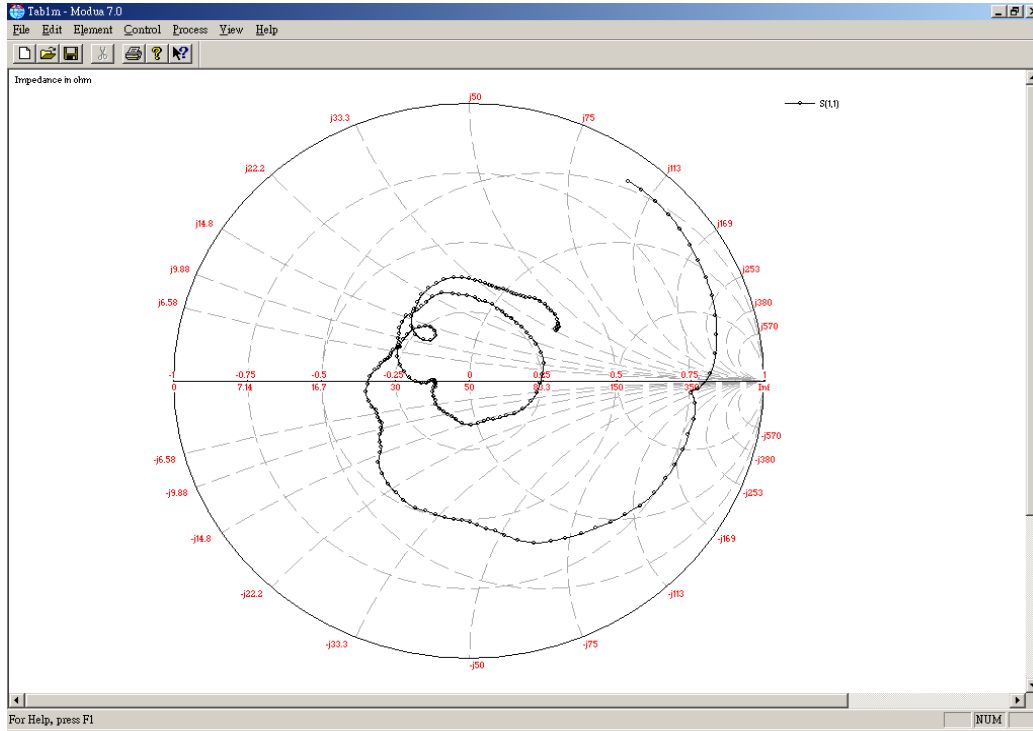 Tab1m - Modua 7.0
File Edit Element Control Process View Help
Impedance in ohm
S(1,1)
j50
j33.3
j75
j22.2
j113
j14.8
j169
j9.88
j253
j6.58
j380
j570
-1 -0.75 -0.5 -0.25 0 0.25 0.5 0.75 1
0 7.14 16.7 30 50 83.3 150 350 Inf
-j570
-j6.58
-j380
-j9.88
-j253
-j14.8
-j169
-j22.2
-j113
-j33.3
-j75
-j50
For Help, press F1
NUM